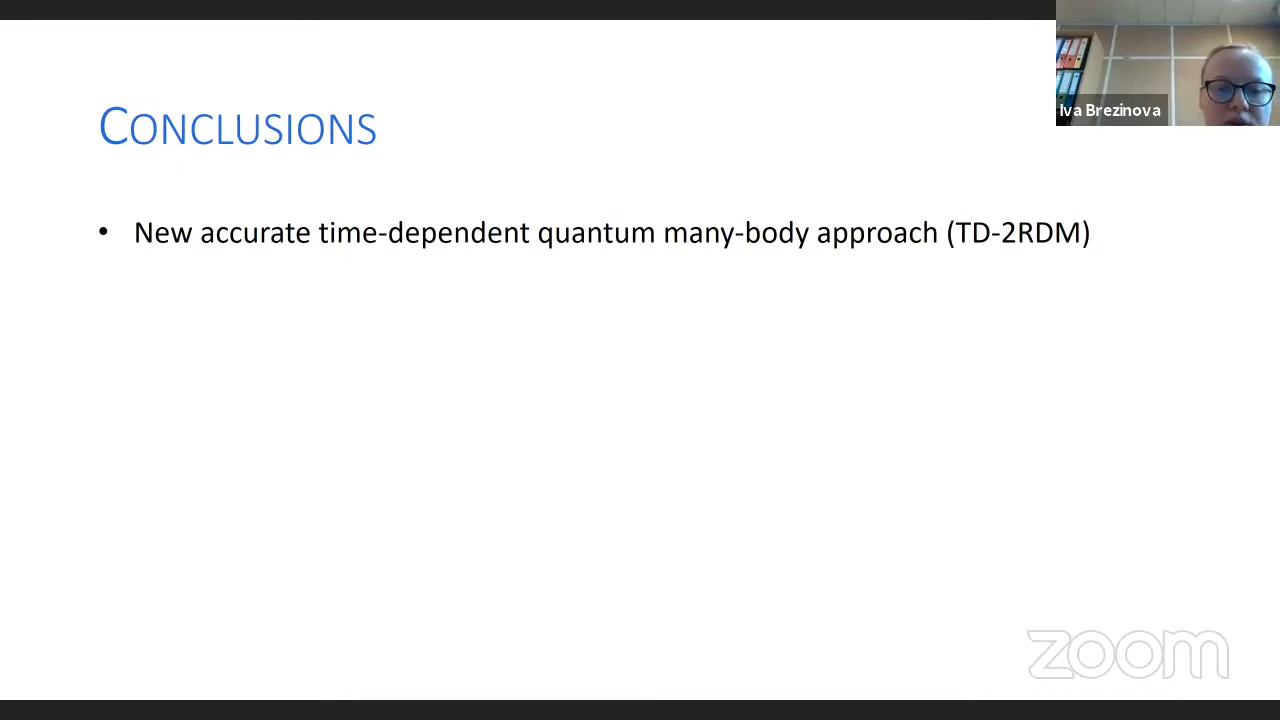 Iva Brezinova
CONCLUSIONS
• New accurate time-dependent quantum many-body approach (TD-2RDM)
zoom